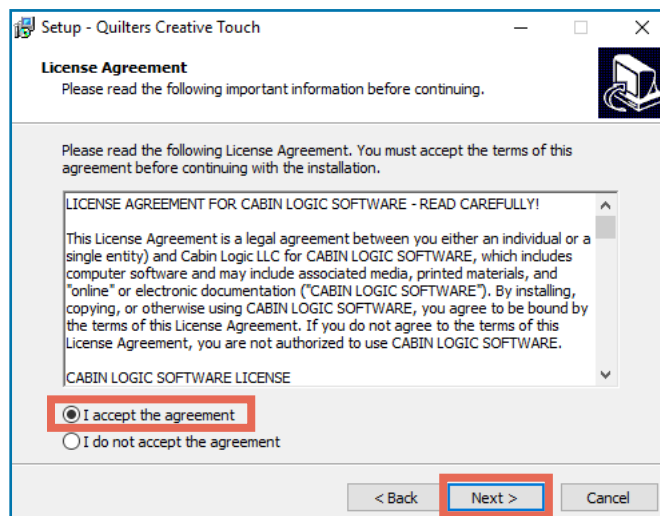 Setup - Quilters Creative Touch
License Agreement
Please read the following important information before continuing.
Please read the following License Agreement. You must accept the terms of this
agreement before continuing with the installation.
LICENSE AGREEMENT FOR CABIN LOGIC SOFTWARE - READ CAREFULLY!
This License Agreement is a legal agreement between you either an individual or a
single entity) and Cabin Logic LLC for CABIN LOGIC SOFTWARE, which includes
computer software and may include associated media, printed materials, and
"online" or electronic documentation ("CABIN LOGIC SOFTWARE"). By installing,
copying, or otherwise using CABIN LOGIC SOFTWARE, you agree to be bound by
the terms of this License Agreement. If you do not agree to the terms of this
License Agreement, you are not authorized to use CABIN LOGIC SOFTWARE.
CABIN LOGIC SOFTWARE LICENSE
I accept the agreement
I do not accept the agreement
< Back Next > Cancel